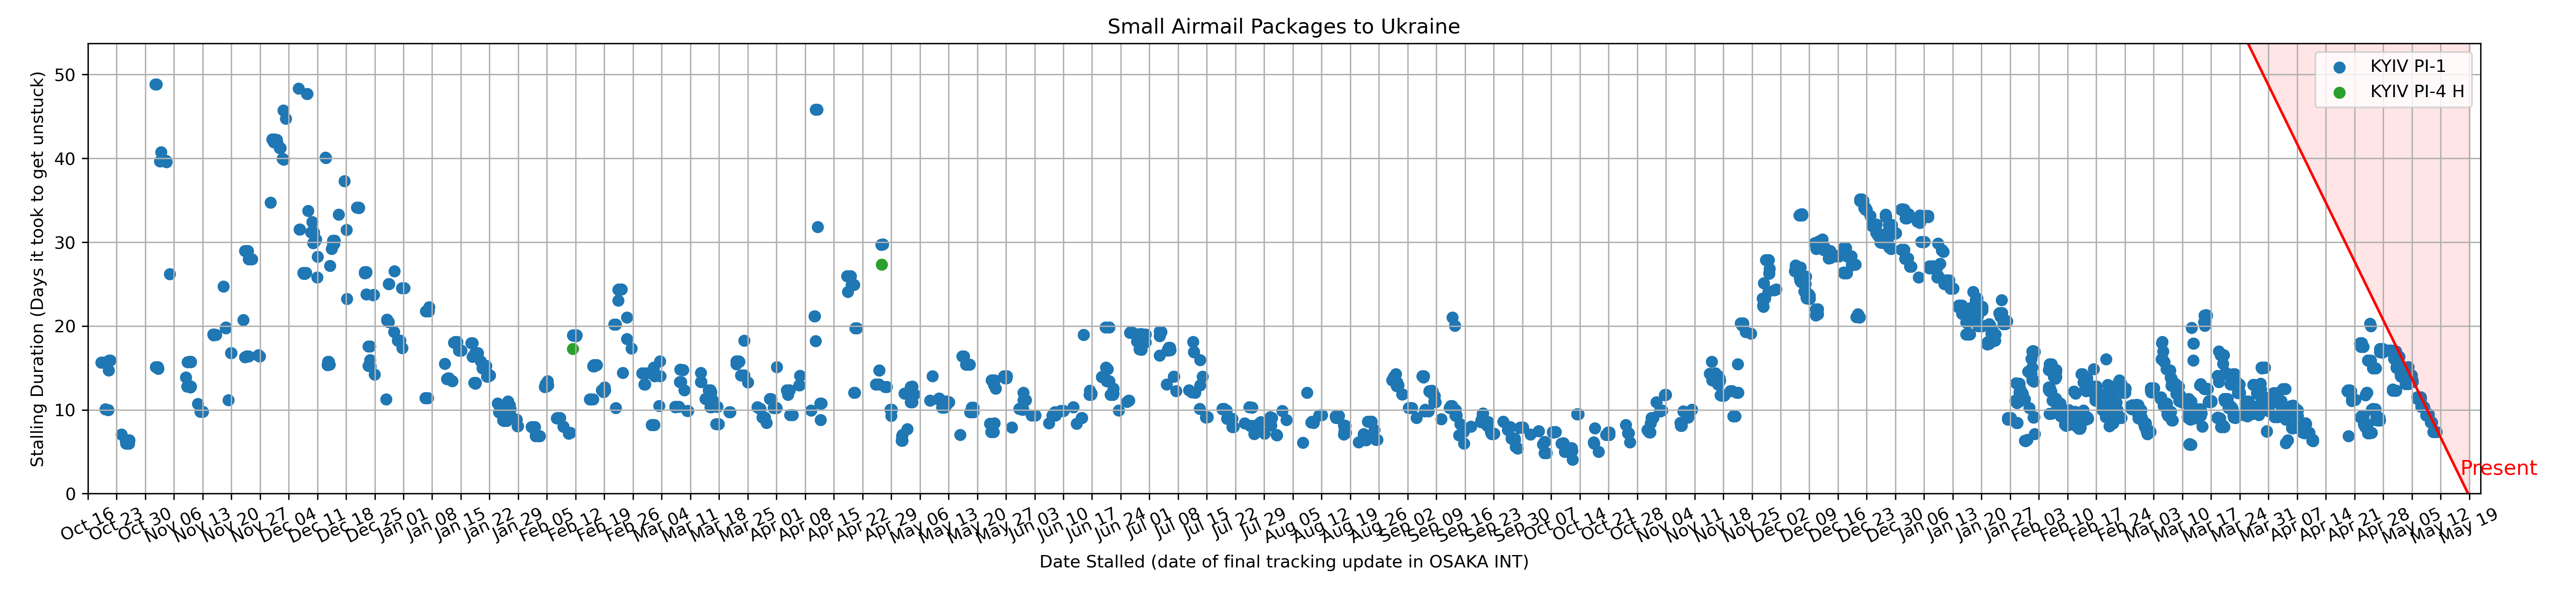 Small Airmail Packages to Ukraine
KYIV PI-1
KYIV PI-4 H
Present
Stalling Duration (Days it took to get unstuck)
50
40
30
20
10
0
Oct 16
Oct 23
Oct 30
Nov 06
Nov 13
Nov 20
Nov 27
Dec 04
Dec 11
Dec 18
Dec 25
Jan 01
Jan 08
Jan 15
Jan 22
Jan 29
Feb 05
Feb 12
Feb 19
Feb 26
Mar 04
Mar 11
Mar 18
Mar 25
Apr 01
Apr 08
Apr 15
Apr 22
Apr 29
May 06
May 13
May 20
May 27
Jun 03
Jun 10
Jun 17
Jun 24
Jul 01
Jul 08
Jul 15
Jul 22
Jul 29
Aug 05
Aug 12
Aug 19
Aug 26
Sep 02
Sep 09
Sep 16
Sep 23
Sep 30
Oct 07
Oct 14
Oct 21
Oct 28
Nov 04
Nov 11
Nov 18
Nov 25
Dec 02
Dec 09
Dec 16
Dec 23
Dec 30
Jan 06
Jan 13
Jan 20
Jan 27
Feb 03
Feb 10
Feb 17
Feb 24
Mar 03
Mar 10
Mar 17
Mar 24
Mar 31
Apr 07
Apr 14
Apr 21
Apr 28
May 05
May 12
May 19
Date Stalled (date of final tracking update in OSAKA INT)